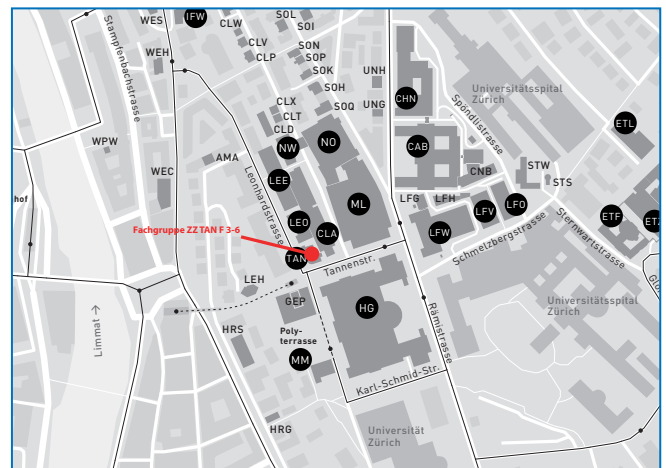 WES
IFW
CLW
SOL
SOI
CLV
CLP
SON
SOP
SOK
SOH
SOQ
WEH
Stampfenbachstrasse
WPW
WEC
AMA
CLX
CLT
CLD
NW
NO
UNH
UNG
CHN
CAB
CNB
Universitätsspital
Zürich
Spöndlistrasse
ETL
STW
STS
hof
Leonhardstrasse
LEE
LEO
CLA
ML
LFG
LFH
LFW
LFV
LFO
ETF
ETZ
Fachgruppe ZZ TAN F 3-6
TAN
Tannenstr.
Schmelzbergstrasse
Sternwartstrasse
LEH
GEP
HG
Rämistrasse
Universitätsspital
Zürich
Limmat →
HRS
Poly-
terrasse
MM
Karl-Schmid-Str.
HRG
Universität
Zürich